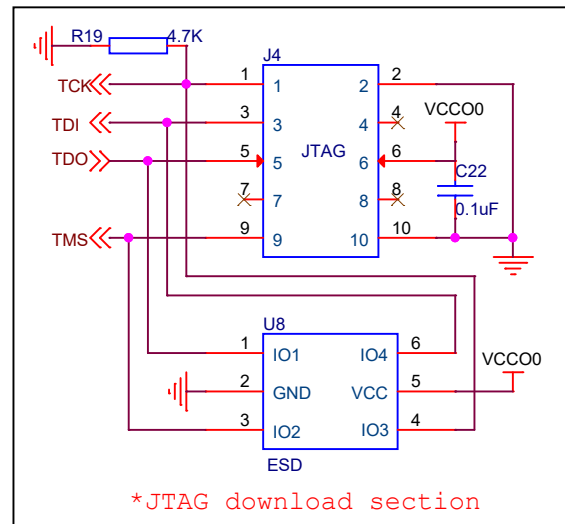 R19 4.7K
J4
TCK 1 1 2 2
VCCO0
TDI 3 3 4 4
JTAG
TDO 5 5 6 6
C22
7 7 8 8
0.1uF
TMS 9 9 10 10
U8
1 IO1 IO4 6
VCCO0
2 GND VCC 5
3 IO2 IO3 4
ESD
*JTAG download section